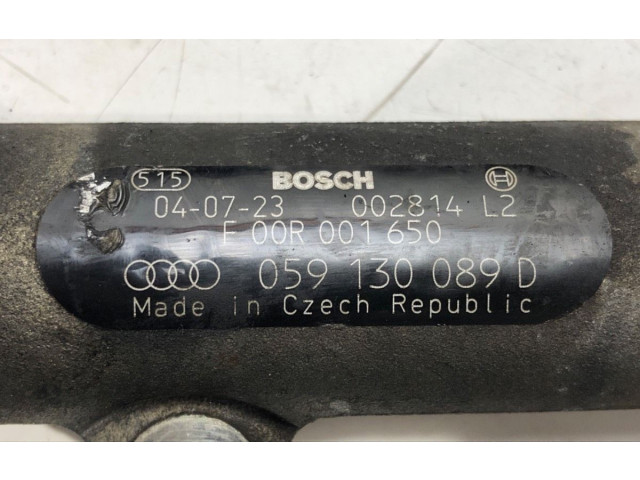 515 BOSCH
04-07-23 002814 L2
F 00R 001 650
059 130 089 D
Made in Czech Republic